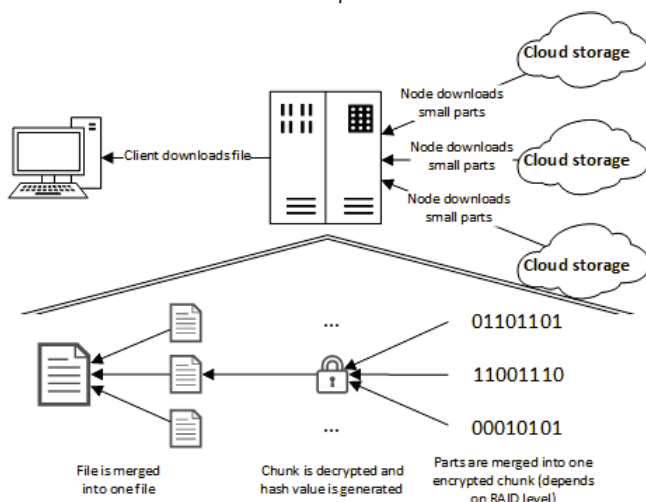 Cloud storage
Node downloads
small parts
Client downloads file
Node downloads
small parts
Cloud storage
Node downloads
small parts
Cloud storage
...
01101101
11001110
...
00010101
File is merged
into one file
Chunk is decrypted and
hash value is generated
Parts are merged into one
encrypted chunk (depends
on RAID level)